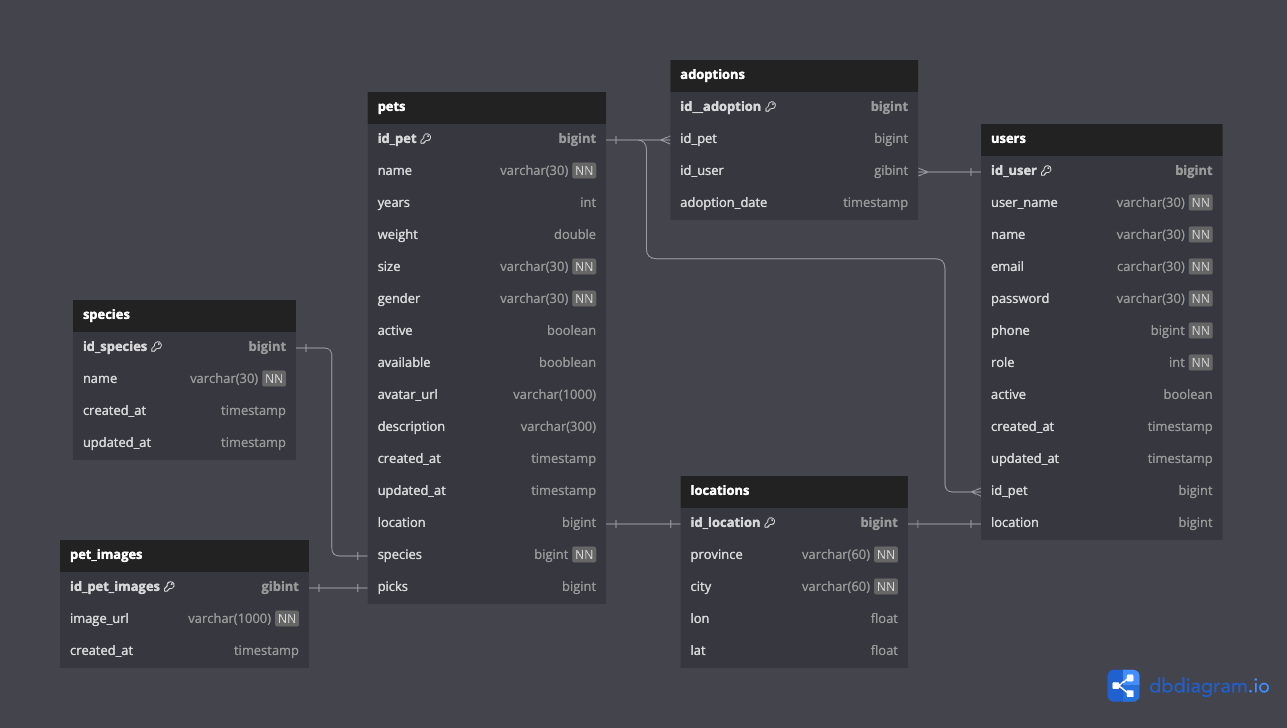 adoptions
id__adoption bigint
id_pet bigint
id_user gibint
adoption_date timestamp
pets
id_pet bigint
name varchar(30) NN
years int
weight double
size varchar(30) NN
gender varchar(30) NN
active boolean
available booblean
avatar_url varchar(1000)
description varchar(300)
created_at timestamp
updated_at timestamp
location bigint
species bigint NN
picks bigint
users
id_user bigint
user_name varchar(30) NN
name varchar(30) NN
email carchar(30) NN
password varchar(30) NN
phone bigint NN
role int NN
active boolean
created_at timestamp
updated_at timestamp
id_pet bigint
location bigint
species
id_species bigint
name varchar(30) NN
created_at timestamp
updated_at timestamp
locations
id_location bigint
province varchar(60) NN
city varchar(60) NN
lon float
lat float
pet_images
id_pet_images gibint
image_url varchar(1000) NN
created_at timestamp
dbdiagram.io